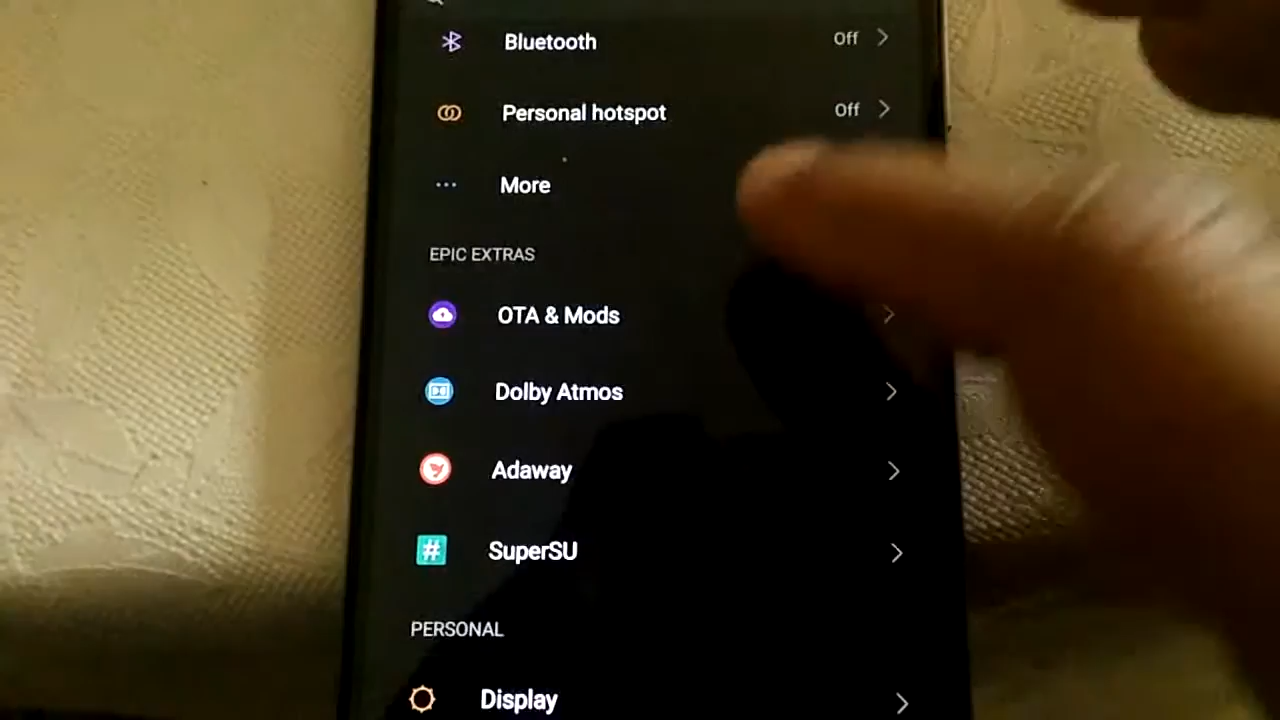 Bluetooth Off
Personal hotspot Off
More
EPIC EXTRAS
OTA & Mods
Dolby Atmos
Adaway
# SuperSU
PERSONAL
Display